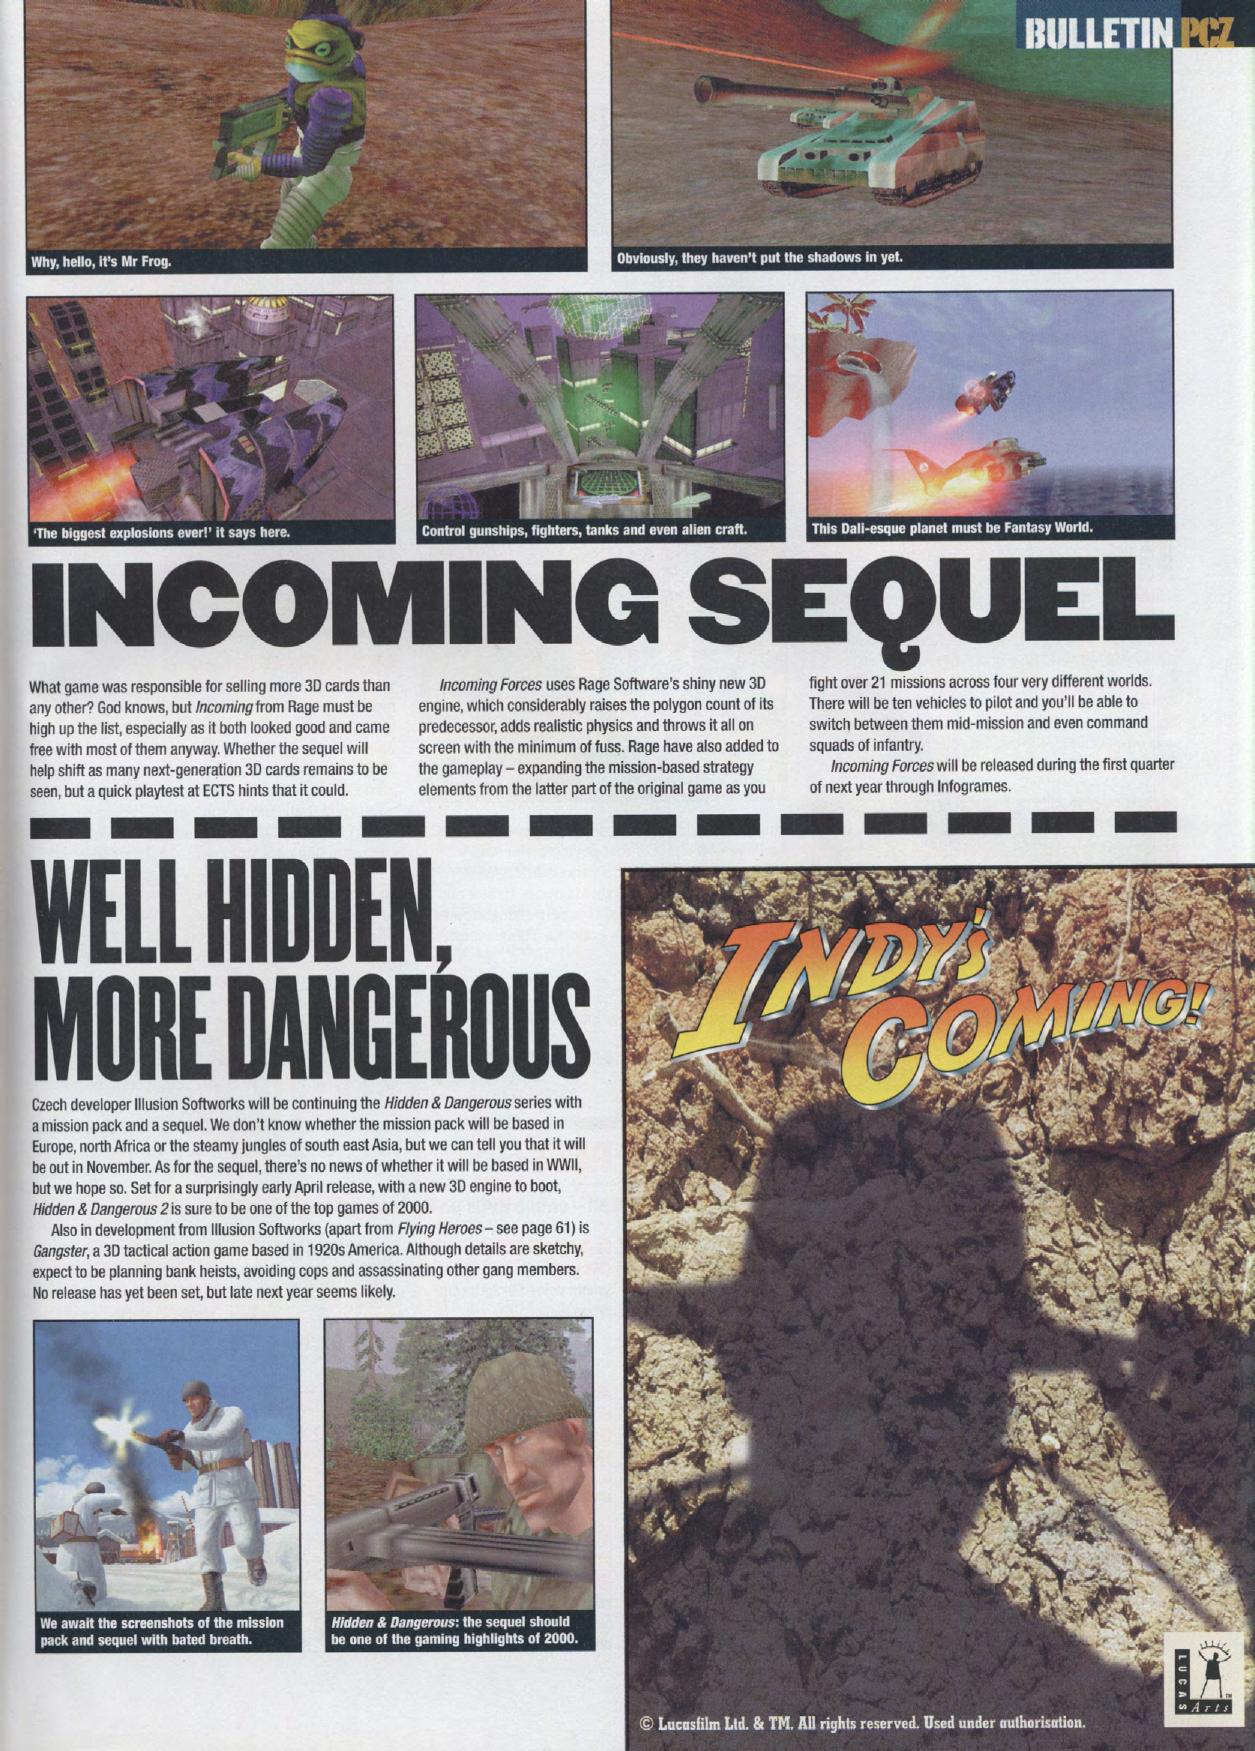 BULLETIN PCZ
Why, hello, it's Mr Frog.
Obviously, they haven't put the shadows in yet.
'The biggest explosions ever!' it says here.
Control gunships, fighters, tanks and even alien craft.
This Dali-esque planet must be Fantasy World.
INCOMING SEQUEL
What game was responsible for selling more 3D cards than
any other? God knows, but Incoming from Rage must be
high up the list, especially as it both looked good and came
free with most of them anyway. Whether the sequel will
help shift as many next-generation 3D cards remains to be
seen, but a quick playtest at ECTS hints that it could.
Incoming Forces uses Rage Software's shiny new 3D
engine, which considerably raises the polygon count of its
predecessor, adds realistic physics and throws it all on
screen with the minimum of fuss. Rage have also added to
the gameplay – expanding the mission-based strategy
elements from the latter part of the original game as you
fight over 21 missions across four very different worlds.
There will be ten vehicles to pilot and you'll be able to
switch between them mid-mission and even command
squads of infantry.
Incoming Forces will be released during the first quarter
of next year through Infogrames.
WELL HIDDEN,
MORE DANGEROUS
Czech developer Illusion Softworks will be continuing the Hidden & Dangerous series with
a mission pack and a sequel. We don't know whether the mission pack will be based in
Europe, north Africa or the steamy jungles of south east Asia, but we can tell you that it will
be out in November. As for the sequel, there's no news of whether it will be based in WWII,
but we hope so. Set for a surprisingly early April release, with a new 3D engine to boot,
Hidden & Dangerous 2 is sure to be one of the top games of 2000.
Also in development from Illusion Softworks (apart from Flying Heroes – see page 61) is
Gangster, a 3D tactical action game based in 1920s America. Although details are sketchy,
expect to be planning bank heists, avoiding cops and assassinating other gang members.
No release has yet been set, but late next year seems likely.
We await the screenshots of the mission
pack and sequel with bated breath.
Hidden & Dangerous: the sequel should
be one of the gaming highlights of 2000.
INDY'S
COMING!
LUCAS
Arts
TM
© Lucasfilm Ltd. & TM. All rights reserved. Used under authorisation.